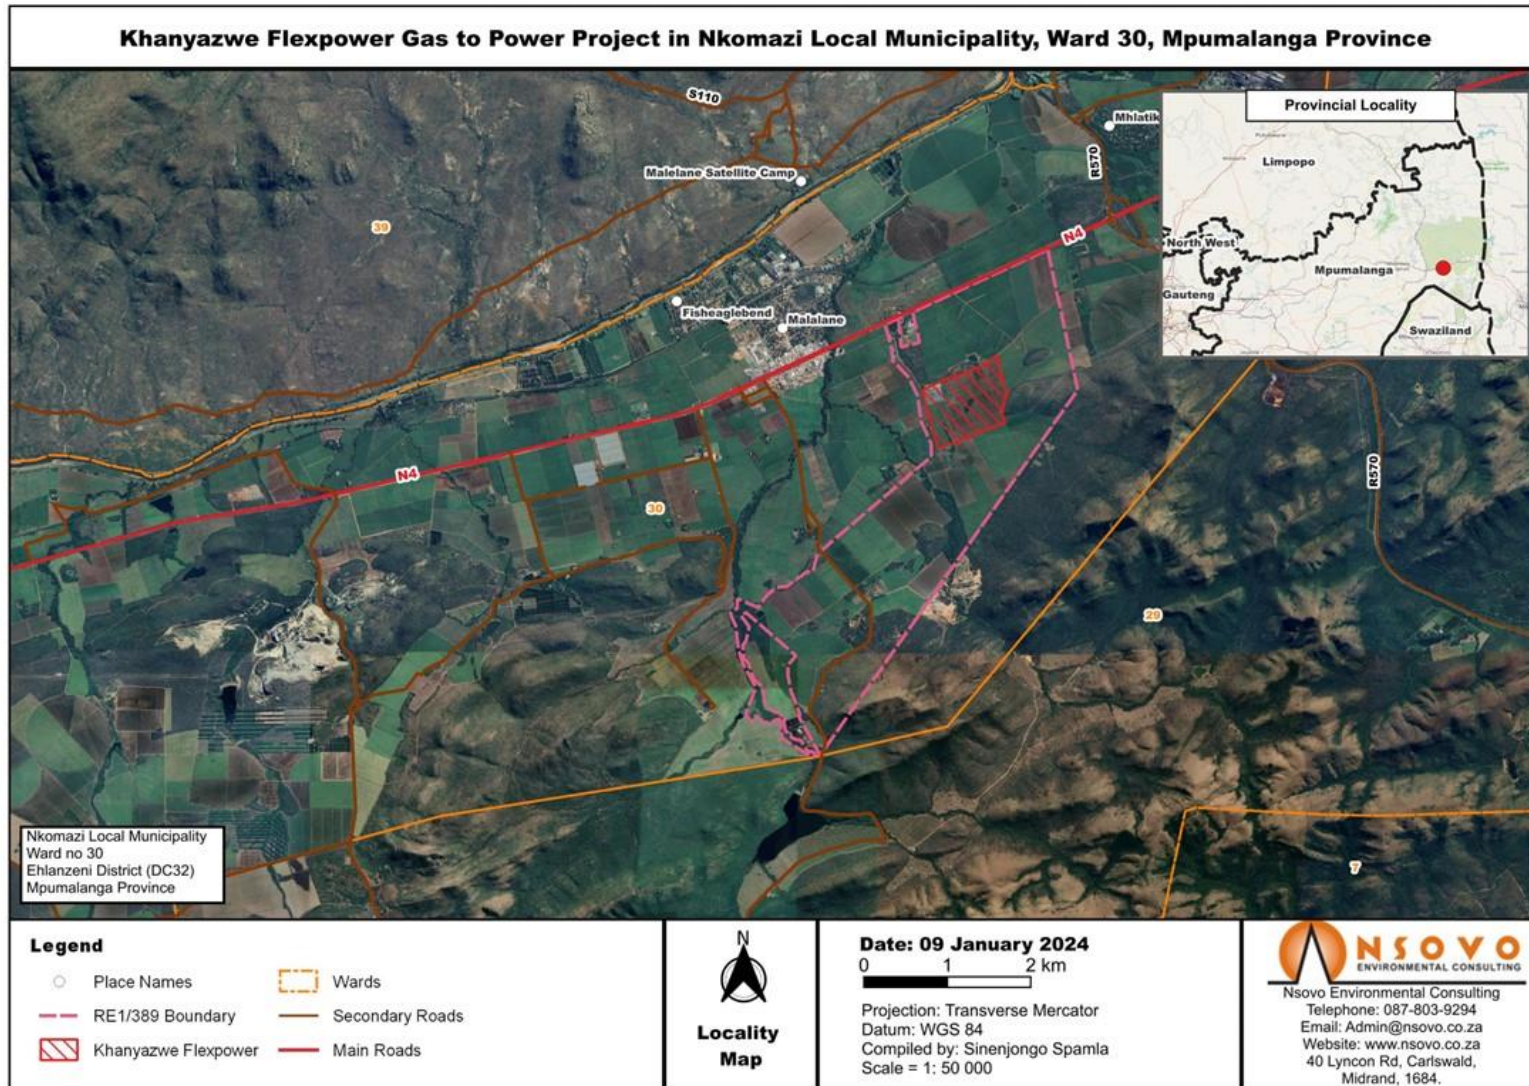 Khanyazwe Flexpower Gas to Power Project in Nkomazi Local Municipality, Ward 30, Mpumalanga Province
S110
Mhlatik
Malelane Satellite Camp
R570
39
N4
Fisheaglebend
Malalane
Provincial Locality
Limpopo
North West
Mpumalanga
Gauteng
Swaziland
N4
R570
30
29
7
Nkomazi Local Municipality
Ward no 30
Ehlanzeni District (DC32)
Mpumalanga Province
Legend
Place Names
Wards
RE1/389 Boundary
Secondary Roads
Khanyazwe Flexpower
Main Roads
N
Locality
Map
Date: 09 January 2024
0 1 2 km
Projection: Transverse Mercator
Datum: WGS 84
Compiled by: Sinenjongo Spamla
Scale = 1: 50 000
NSOVO
ENVIRONMENTAL CONSULTING
Nsovo Environmental Consulting
Telephone: 087-803-9294
Email: Admin@nsovo.co.za
Website: www.nsovo.co.za
40 Lyncon Rd, Carlswald,
Midrand, 1684.